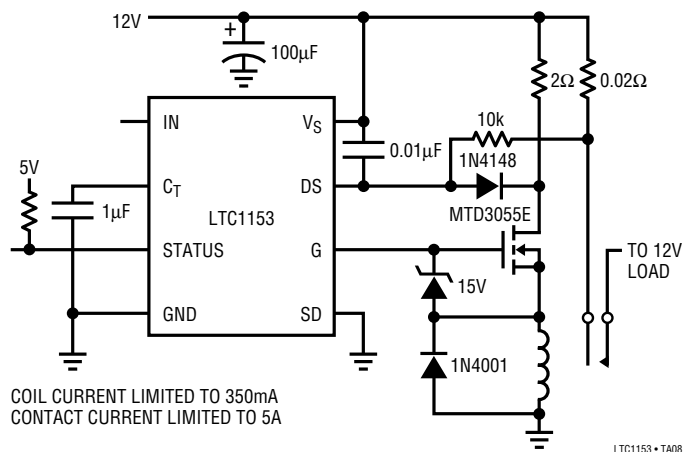 12V
+
100μF
2Ω
0.02Ω
IN
VS
10k
0.01μF
1N4148
5V
CT
1μF
LTC1153
DS
MTD3055E
STATUS
G
TO 12V
LOAD
15V
GND
SD
1N4001
COIL CURRENT LIMITED TO 350mA
CONTACT CURRENT LIMITED TO 5A
LTC1153 • TA08